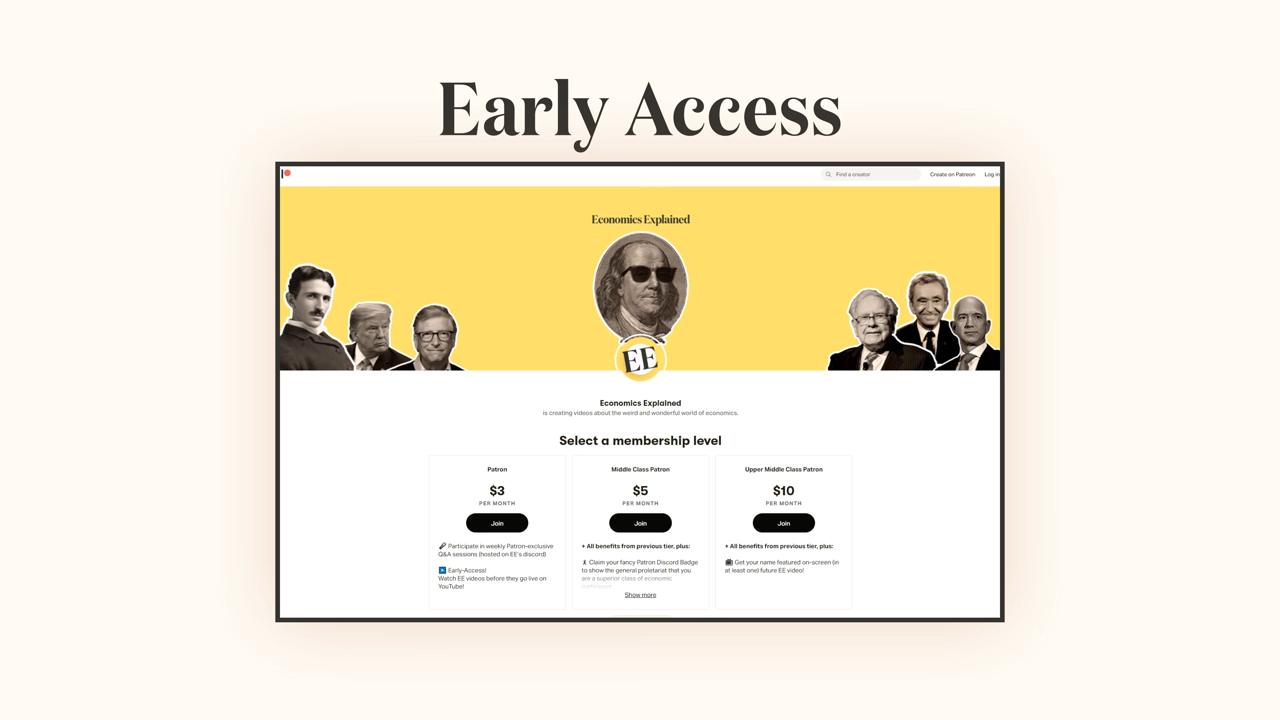 Early Access
Find a creator
Create on Patreon
Log in
Economics Explained
EE
Economics Explained
is creating videos about the weird and wonderful world of economics.
Select a membership level
Patron
$3
PER MONTH
Join
Participate in weekly Patron-exclusive
Q&A sessions (hosted on EE's discord)
Early-Access!
Watch EE videos before they go live on
YouTube!
Middle Class Patron
$5
PER MONTH
Join
+ All benefits from previous tier, plus:
Claim your fancy Patron Discord Badge
to show the general proletariat that you
are a superior class of economic
Show more
Upper Middle Class Patron
$10
PER MONTH
Join
+ All benefits from previous tier, plus:
Get your name featured on-screen (in
at least one) future EE video!